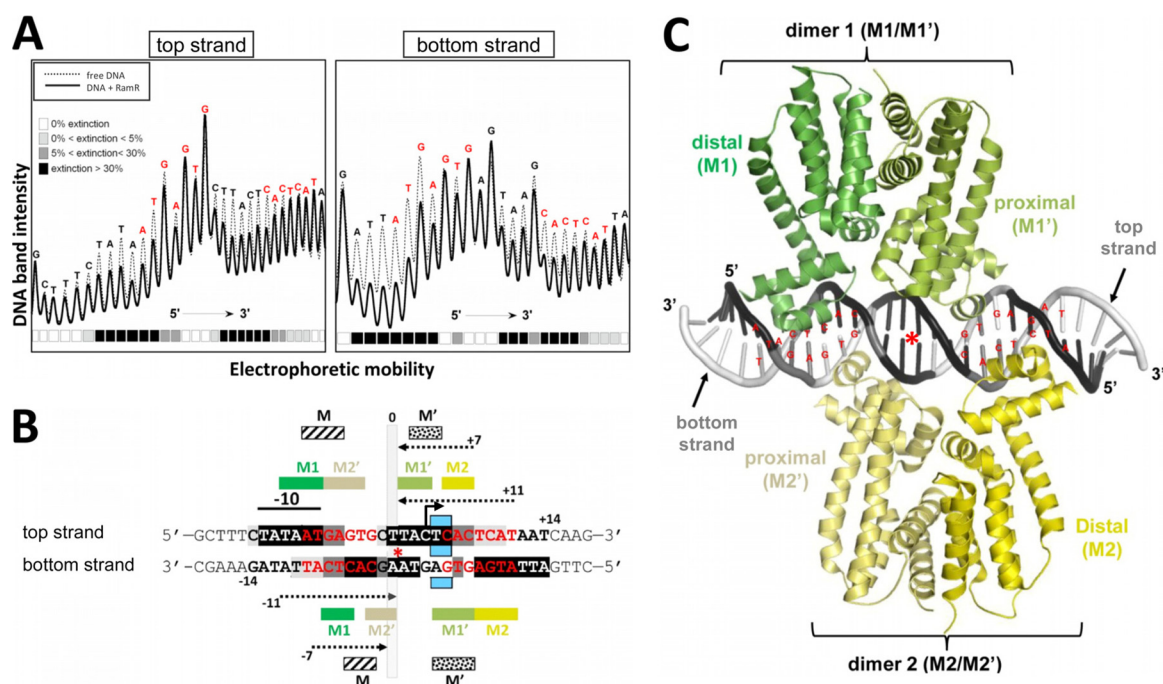 A
top strand
bottom strand
free DNA
DNA + RamR
0% extinction
0% < extinction < 5%
5% < extinction< 30%
extinction > 30%
G C T T T C T A T A A T G A G T G C T T A C T C A C T C A T A
G A T T A T G A G T G A G T A A G C A C T C A T T A
5' 3'
5' 3'
DNA band intensity
Electrophoretic mobility
B
M
0
M'
+7
M1 M2' M1' M2
-10
+11
+14
top strand 5'-GCTTTCTATAATGAGTGCTTACTCACTCATAATCAAG-3'
*
bottom strand 3'-CGAAAGATATTACTCACGAATGAGTGAGTATTAGTTC-5'
-14
-11
M1 M2' M1' M2
-7
M
M'
C
dimer 1 (M1/M1')
distal
(M1)
proximal
(M1')
top
strand
5'
3'
*
3'
5'
bottom
strand
proximal
(M2')
Distal
(M2)
dimer 2 (M2/M2')